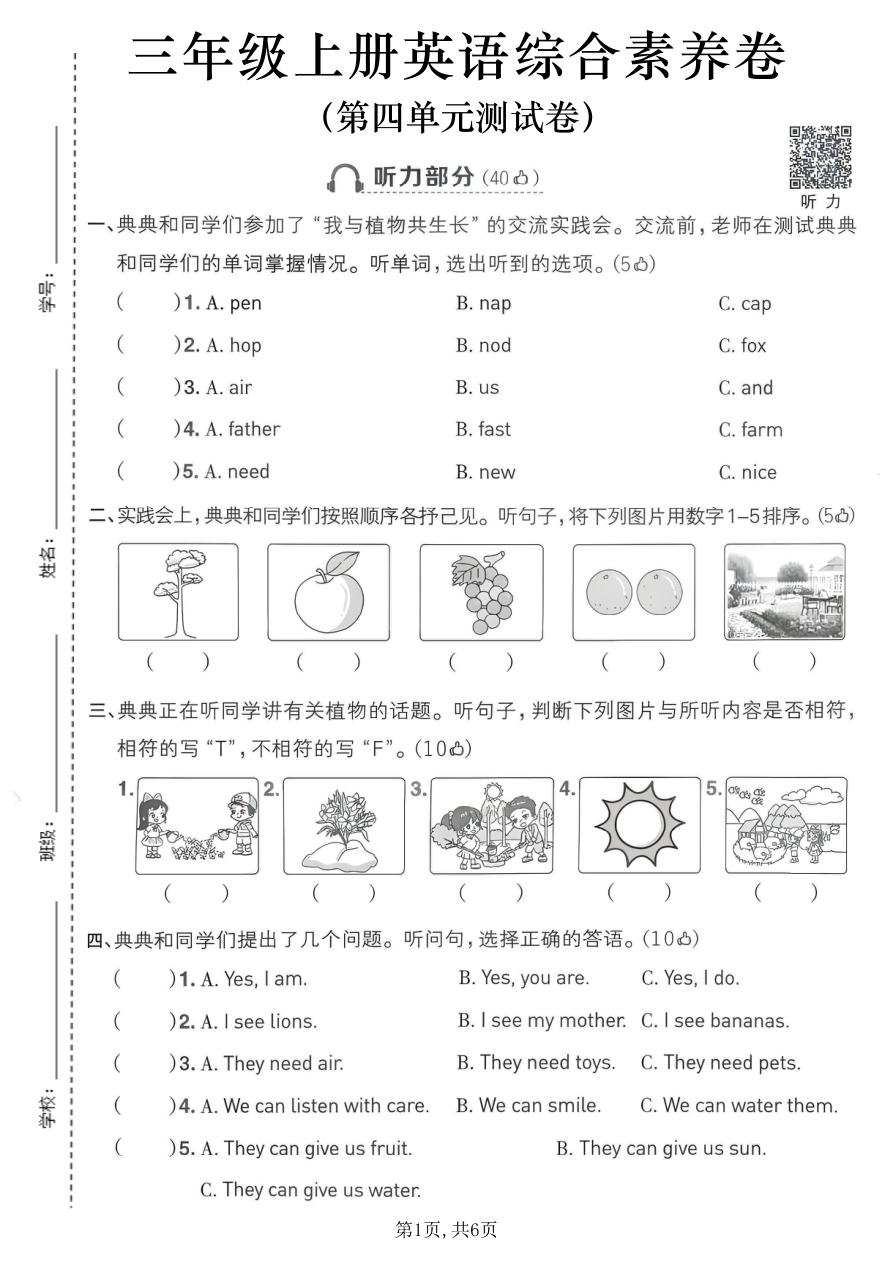 三年级上册英语综合素养卷
（第四单元测试卷）
听力部分（40）
听 力
一、典典和同学们参加了“我与植物共生长”的交流实践会。交流前，老师在测试典典
和同学们的单词掌握情况。听单词，选出听到的选项。（5）
（　　）1. A. pen　B. nap　C. cap
（　　）2. A. hop　B. nod　C. fox
（　　）3. A. air　B. us　C. and
（　　）4. A. father　B. fast　C. farm
（　　）5. A. need　B. new　C. nice
二、实践会上，典典和同学们按照顺序各抒己见。听句子，将下列图片用数字1–5排序。（5）
（　　）（　　）（　　）（　　）（　　）
三、典典正在听同学讲有关植物的话题。听句子，判断下列图片与所听内容是否相符，
相符的写“T”，不相符的写“F”。（10）
1.　2.　3.　4.　5.
（　　）（　　）（　　）（　　）（　　）
四、典典和同学们提出了几个问题。听问句，选择正确的答语。（10）
（　　）1. A. Yes, I am.　B. Yes, you are.　C. Yes, I do.
（　　）2. A. I see lions.　B. I see my mother.　C. I see bananas.
（　　）3. A. They need air.　B. They need toys.　C. They need pets.
（　　）4. A. We can listen with care.　B. We can smile.　C. We can water them.
（　　）5. A. They can give us fruit.　B. They can give us sun.
C. They can give us water.
学号：
姓名：
班级：
学校：
第1页,共6页